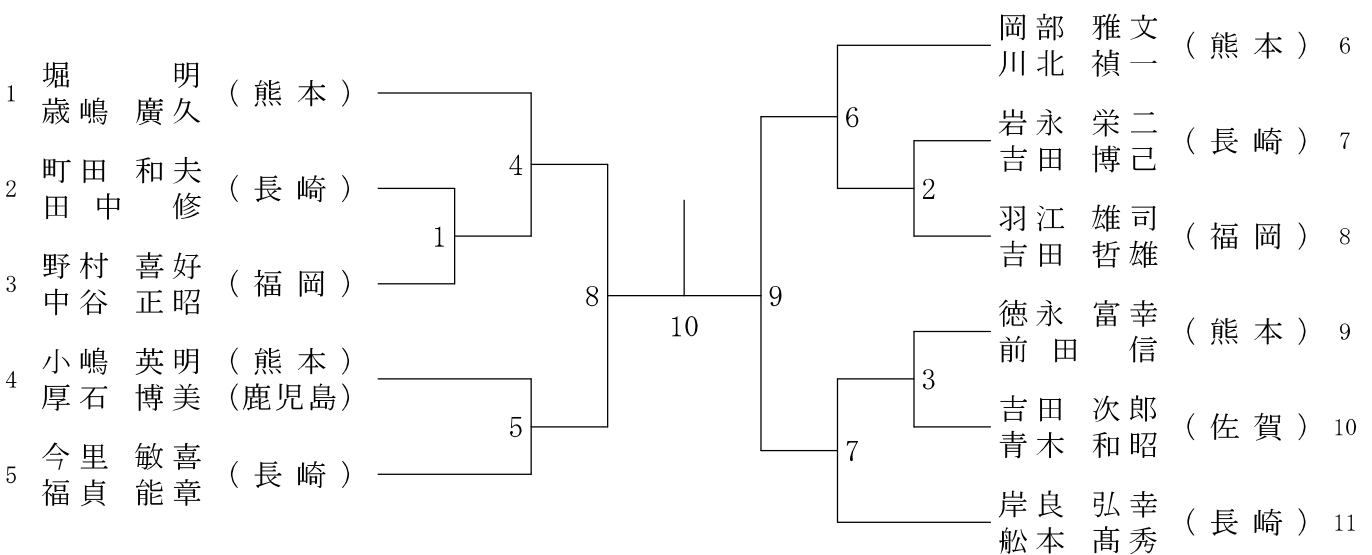 1 堀 明 (熊本)
歳嶋 廣久
2 町田 和夫 (長崎)
田中 修
3 野村 喜好 (福岡)
中谷 正昭
4 小嶋 英明 (熊本)
厚石 博美 (鹿児島)
5 今里 敏喜 (長崎)
福貞 能章
4
1
8
5
10
9
6
2
3
7
岡部 雅文 (熊本) 6
川北 禎一
岩永 栄二 (長崎) 7
吉田 博己
羽江 雄司 (福岡) 8
吉田 哲雄
徳永 富幸 (熊本) 9
前田 信
吉田 次郎 (佐賀) 10
青木 和昭
岸良 弘幸 (長崎) 11
舩本 髙秀